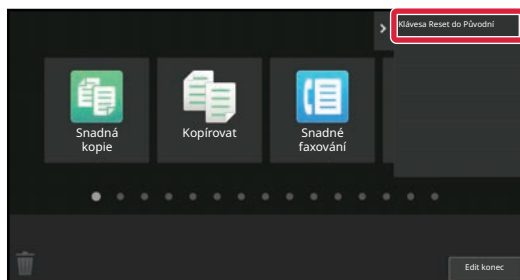 Klávesa Reset do Původní
Snadná
kopie
Kopírovat
Snadné
faxování
Edit konec